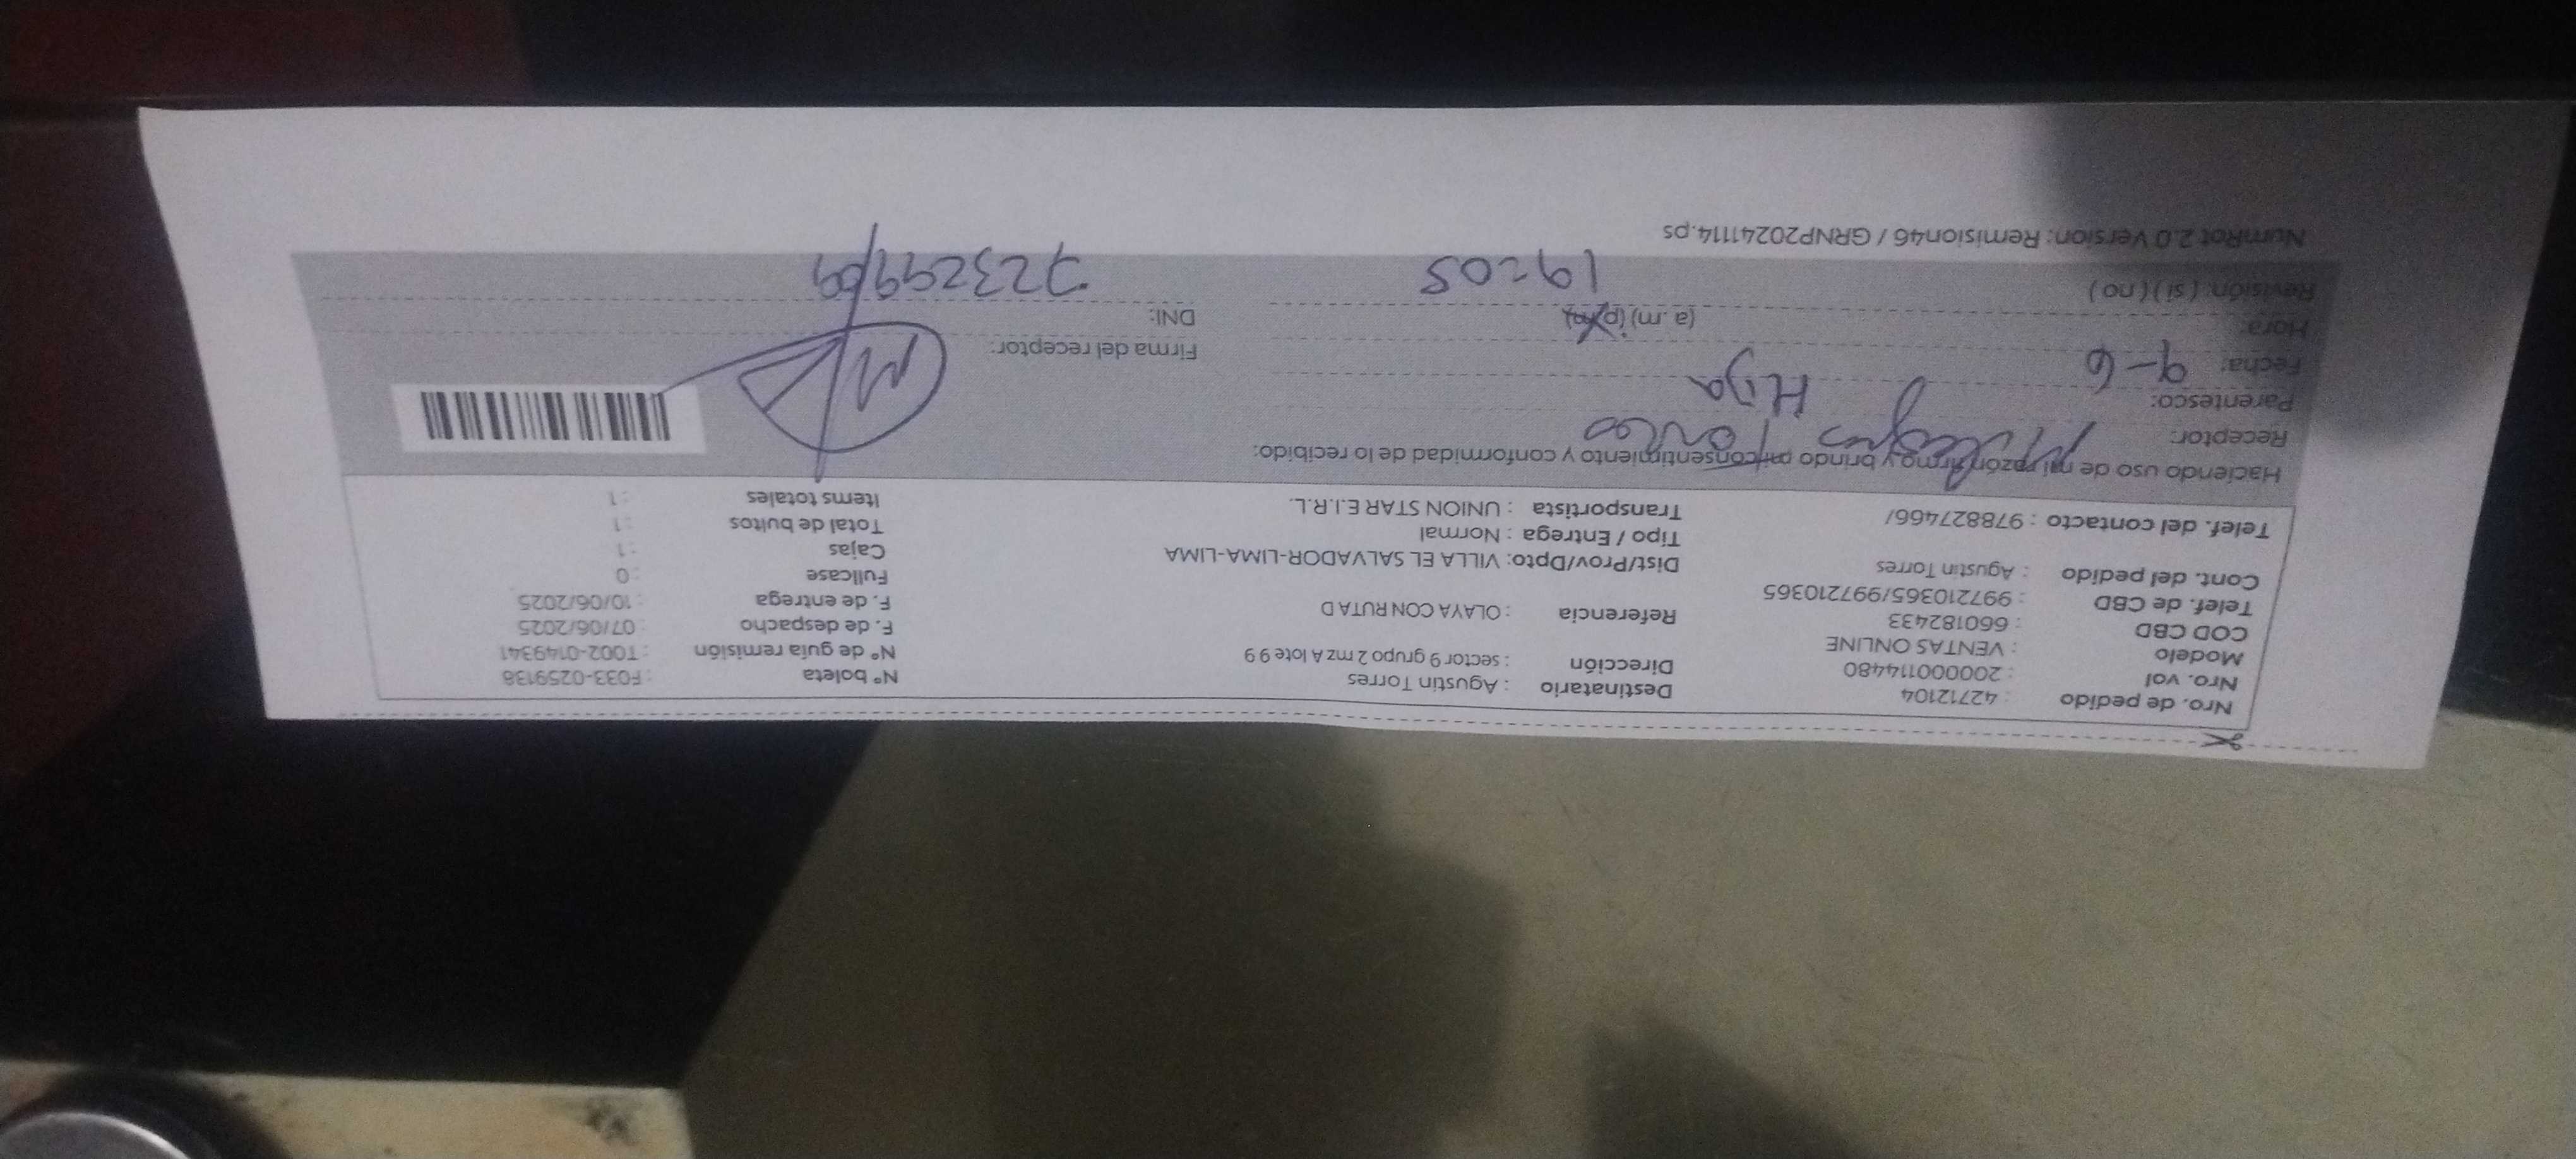 Nro. de pedido : 42712104
Nro. vol : 20000114480
Modelo : VENTAS ONLINE
COD CBD : 660182433
Telef. de CBD : 997210365/997210365
Cont. del pedido : Agustin Torres
Telef. del contacto : 978827466/
Destinatario : Agustin Torres
Dirección : sector 9 grupo 2 mz A lote 9 9
Referencia : OLAYA CON RUTA D
Dist/Prov/Dpto: VILLA EL SALVADOR-LIMA-LIMA
Tipo / Entrega : Normal
Transportista : UNION STAR E.I.R.L.
N° boleta : F033-0259138
N° de guía remisión : T002-0149341
F. de despacho : 07/06/2025
F. de entrega : 10/06/2025
Fullcase : 0
Cajas : 1
Total de bultos : 1
Items totales : 1
Haciendo uso de mi razón firmo y brindo mi consentimiento y conformidad de lo recibido:
Receptor: Torres
Parentesco: Hija
Fecha: 9-6
Hora: (a.m) (p.m) 19:05
Revisión: ( si ) ( no )
Firma del receptor:
DNI: 72329969
NumRot 2.0 Version: Remision46 / GRNP20241114.ps